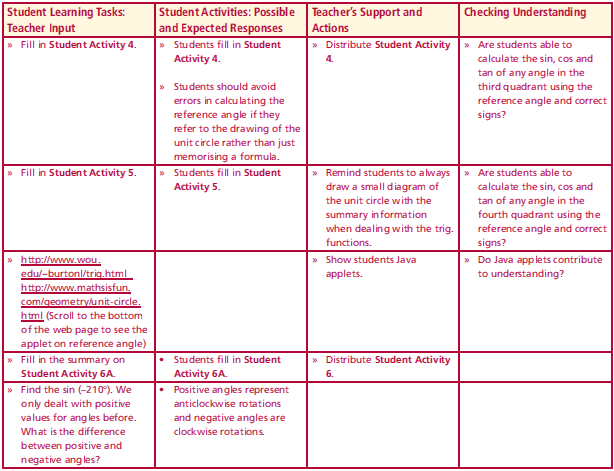 Student Learning Tasks:
Teacher Input
Student Activities: Possible
and Expected Responses
Teacher's Support and
Actions
Checking Understanding
» Fill in Student Activity 4.
» Students fill in Student
Activity 4.
» Students should avoid
errors in calculating the
reference angle if they
refer to the drawing of the
unit circle rather than just
memorising a formula.
» Distribute Student Activity
4.
» Are students able to
calculate the sin, cos and
tan of any angle in the
third quadrant using the
reference angle and correct
signs?
» Fill in Student Activity 5.
» Students fill in Student
Activity 5.
» Remind students to always
draw a small diagram of
the unit circle with the
summary information
when dealing with the trig.
functions.
» Are students able to
calculate the sin, cos and
tan of any angle in the
fourth quadrant using the
reference angle and correct
signs?
» http://www.wou.
edu/~burtonl/trig.html
http://www.mathsisfun.
com/geometry/unit-circle.
html (Scroll to the bottom
of the web page to see the
applet on reference angle)
» Show students Java
applets.
» Do Java applets contribute
to understanding?
» Fill in the summary on
Student Activity 6A.
• Students fill in Student
Activity 6A.
» Distribute Student Activity
6.
» Find the sin (–210°). We
only dealt with positive
values for angles before.
What is the difference
between positive and
negative angles?
• Positive angles represent
anticlockwise rotations
and negative angles are
clockwise rotations.